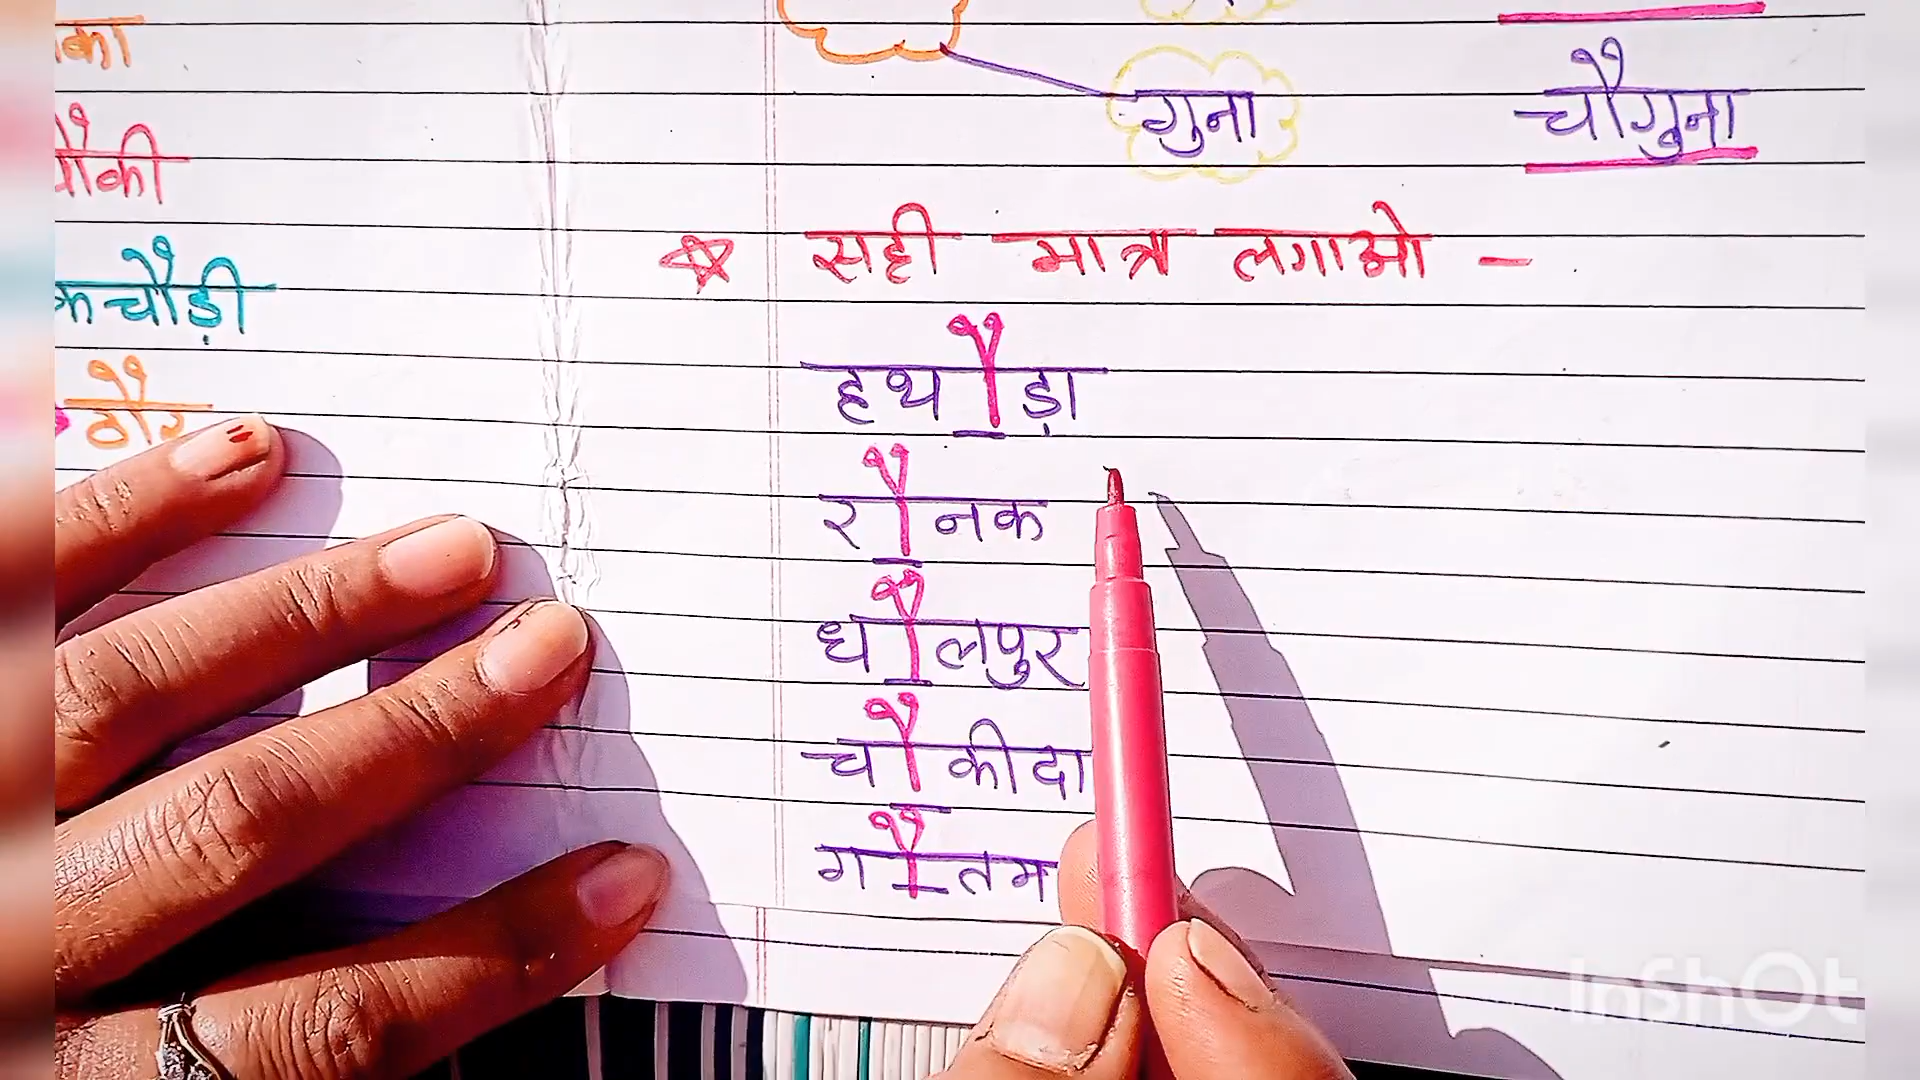 चौकी
कचौड़ी
ठौर
गुना चौगुना
सही मात्रा लगाओ -
हथौड़ा
रौनक
धौलपुर
चौकीदा
गौतम
InShOt